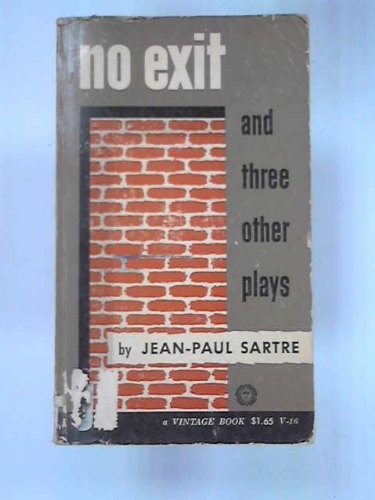 no exit
and
three
other
plays
by JEAN-PAUL SARTRE
a VINTAGE BOOK $1.65 V-16